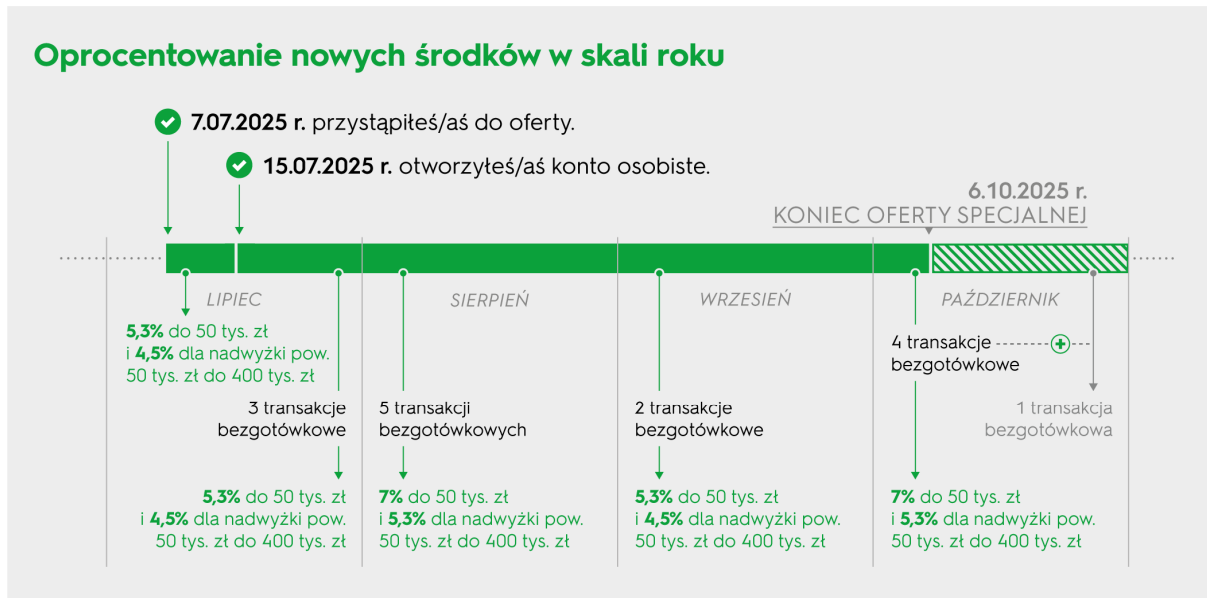 Oprocentowanie nowych środków w skali roku
7.07.2025 r. przystąpiłeś/aś do oferty.
15.07.2025 r. otworzyłeś/aś konto osobiste.
6.10.2025 r.
KONIEC OFERTY SPECJALNEJ
LIPIEC
SIERPIEŃ
WRZESIEŃ
PAŹDZIERNIK
5,3% do 50 tys. zł
i 4,5% dla nadwyżki pow.
50 tys. zł do 400 tys. zł
3 transakcje
bezgotówkowe
5,3% do 50 tys. zł
i 4,5% dla nadwyżki pow.
50 tys. zł do 400 tys. zł
5 transakcji
bezgotówkowych
7% do 50 tys. zł
i 5,3% dla nadwyżki pow.
50 tys. zł do 400 tys. zł
2 transakcje
bezgotówkowe
5,3% do 50 tys. zł
i 4,5% dla nadwyżki pow.
50 tys. zł do 400 tys. zł
4 transakcje
bezgotówkowe
1 transakcja
bezgotówkowa
7% do 50 tys. zł
i 5,3% dla nadwyżki pow.
50 tys. zł do 400 tys. zł